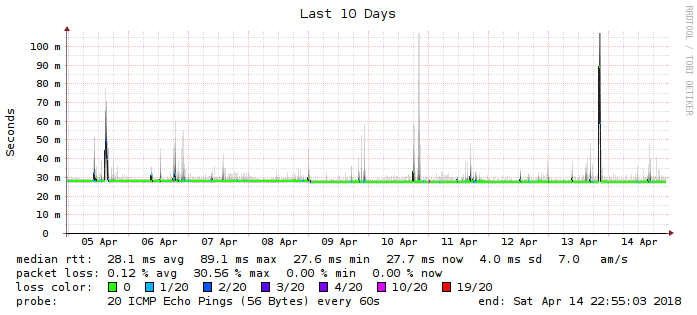 Last 10 Days
RRDTOOL / TOBI OETIKER
Seconds
100 m
90 m
80 m
70 m
60 m
50 m
40 m
30 m
20 m
10 m
0
05 Apr 06 Apr 07 Apr 08 Apr 09 Apr 10 Apr 11 Apr 12 Apr 13 Apr 14 Apr
median rtt: 28.1 ms avg 89.1 ms max 27.6 ms min 27.7 ms now 4.0 ms sd 7.0 am/s
packet loss: 0.12 % avg 30.56 % max 0.00 % min 0.00 % now
loss color: 0 1/20 2/20 3/20 4/20 10/20 19/20
probe: 20 ICMP Echo Pings (56 Bytes) every 60s end: Sat Apr 14 22:55:03 2018